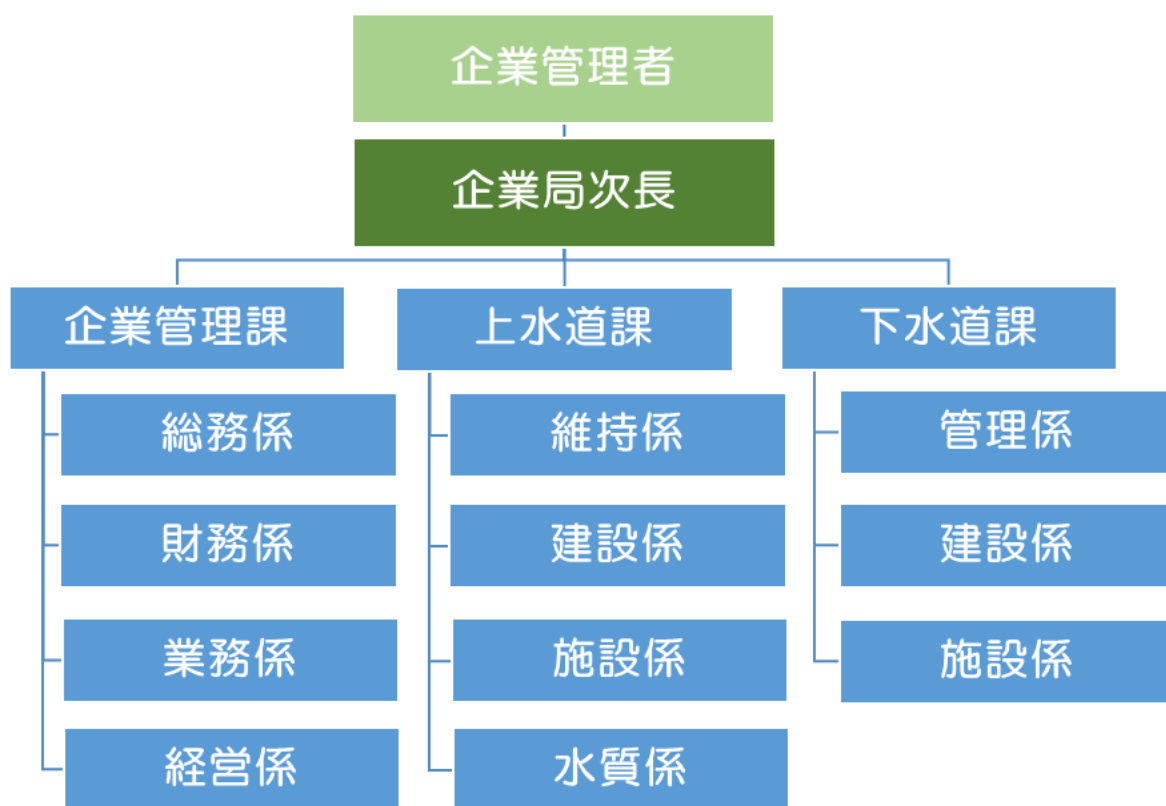 企業管理者
企業局次長
企業管理課
総務係
財務係
業務係
経営係
上水道課
維持係
建設係
施設係
水質係
下水道課
管理係
建設係
施設係